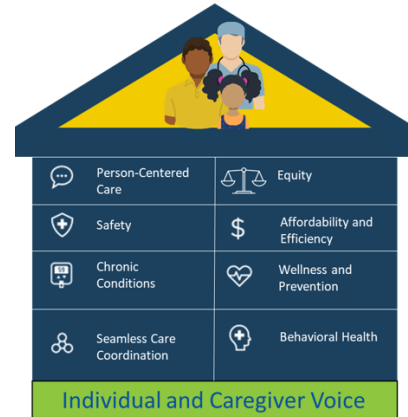 Person-Centered
Care
Equity
Safety
$
Affordability and
Efficiency
Chronic
Conditions
Wellness and
Prevention
Seamless Care
Coordination
Behavioral Health
Individual and Caregiver Voice